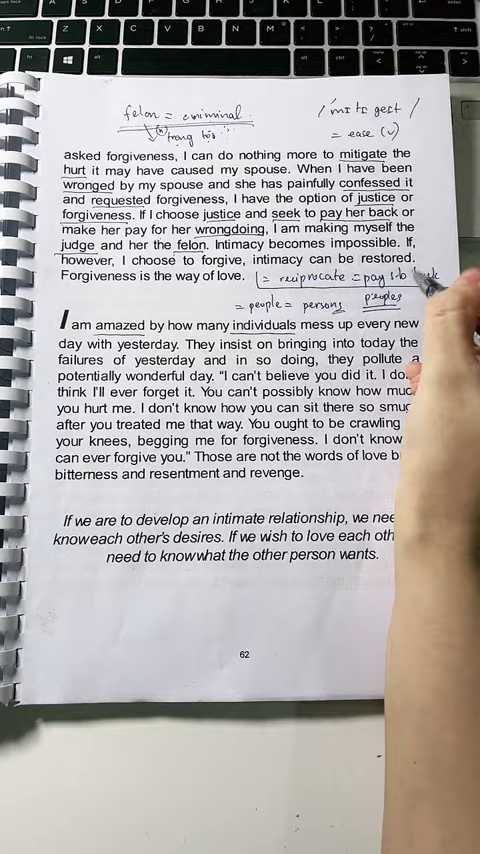 felon = criminal
/ˈmɪtɪgeɪt/
(n)
trọng tội
= ease (v)
asked forgiveness, I can do nothing more to mitigate the
hurt it may have caused my spouse. When I have been
wronged by my spouse and she has painfully confessed it
and requested forgiveness, I have the option of justice or
forgiveness. If I choose justice and seek to pay her back or
make her pay for her wrongdoing, I am making myself the
judge and her the felon. Intimacy becomes impossible. If,
however, I choose to forgive, intimacy can be restored.
Forgiveness is the way of love.
= reciprocate = pay sb
= people = persons
peoples
I am amazed by how many individuals mess up every new
day with yesterday. They insist on bringing into today the
failures of yesterday and in so doing, they pollute a
potentially wonderful day. “I can't believe you did it. I do
think I'll ever forget it. You can't possibly know how muc
you hurt me. I don't know how you can sit there so smug
after you treated me that way. You ought to be crawling
your knees, begging me for forgiveness. I don't know
can ever forgive you.” Those are not the words of love b
bitterness and resentment and revenge.
If we are to develop an intimate relationship, we nee
knoweach other's desires. If we wish to love each oth
need to knowwhat the other person wants.
62